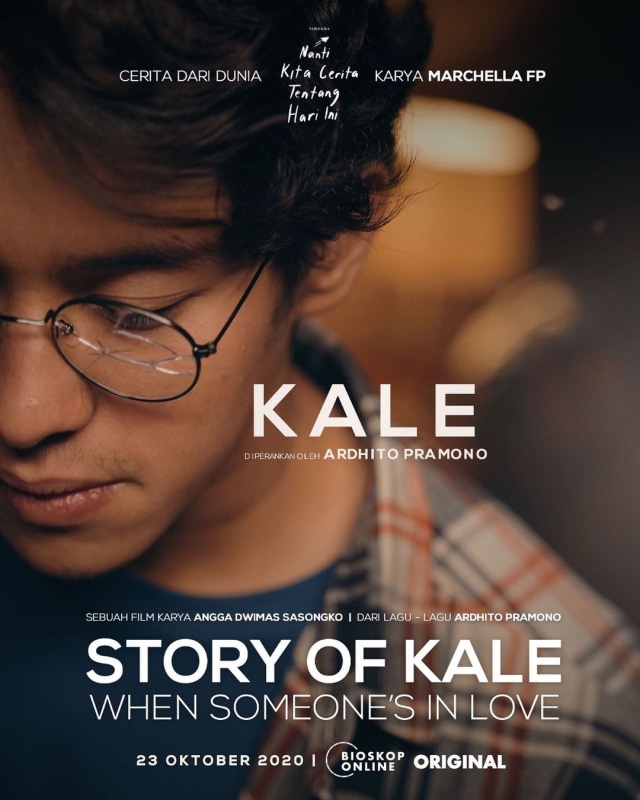 VISINEMA
Nanti
CERITA DARI DUNIA Kita Cerita KARYA MARCHELLA FP
Tentang
Hari Ini
KALE
DIPERANKAN OLEH ARDHITO PRAMONO
SEBUAH FILM KARYA ANGGA DWIMAS SASONGKO | DARI LAGU - LAGU ARDHITO PRAMONO
STORY OF KALE
WHEN SOMEONE'S IN LOVE
23 OKTOBER 2020 | BIOSKOP ONLINE ORIGINAL